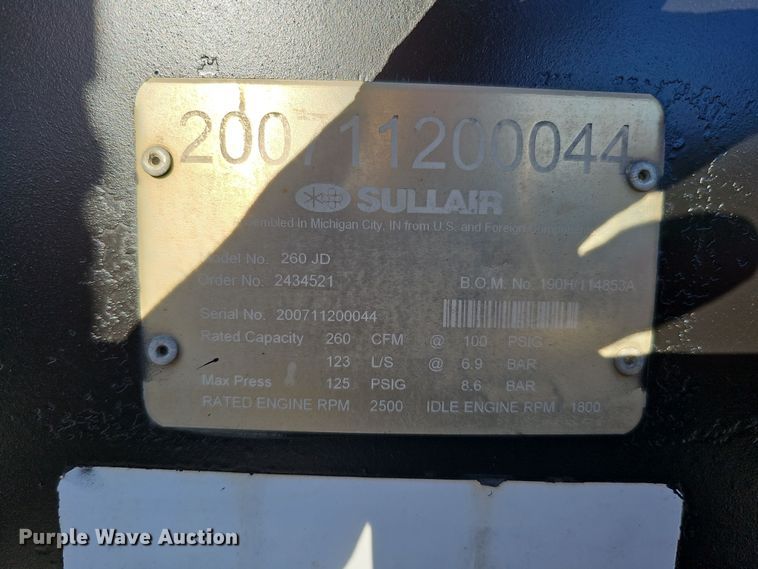 200711200044
SULLAIR
Assembled In Michigan City, IN from U.S. and Foreign
Model No. 260 JD
Order No. 2434521 B.O.M. No. 190H/114853A
Serial No. 200711200044
Rated Capacity 260 CFM @ 100 PSIG
123 L/S @ 6.9 BAR
Max Press 125 PSIG 8.6 BAR
RATED ENGINE RPM 2500 IDLE ENGINE RPM 1800
Purple Wave Auction